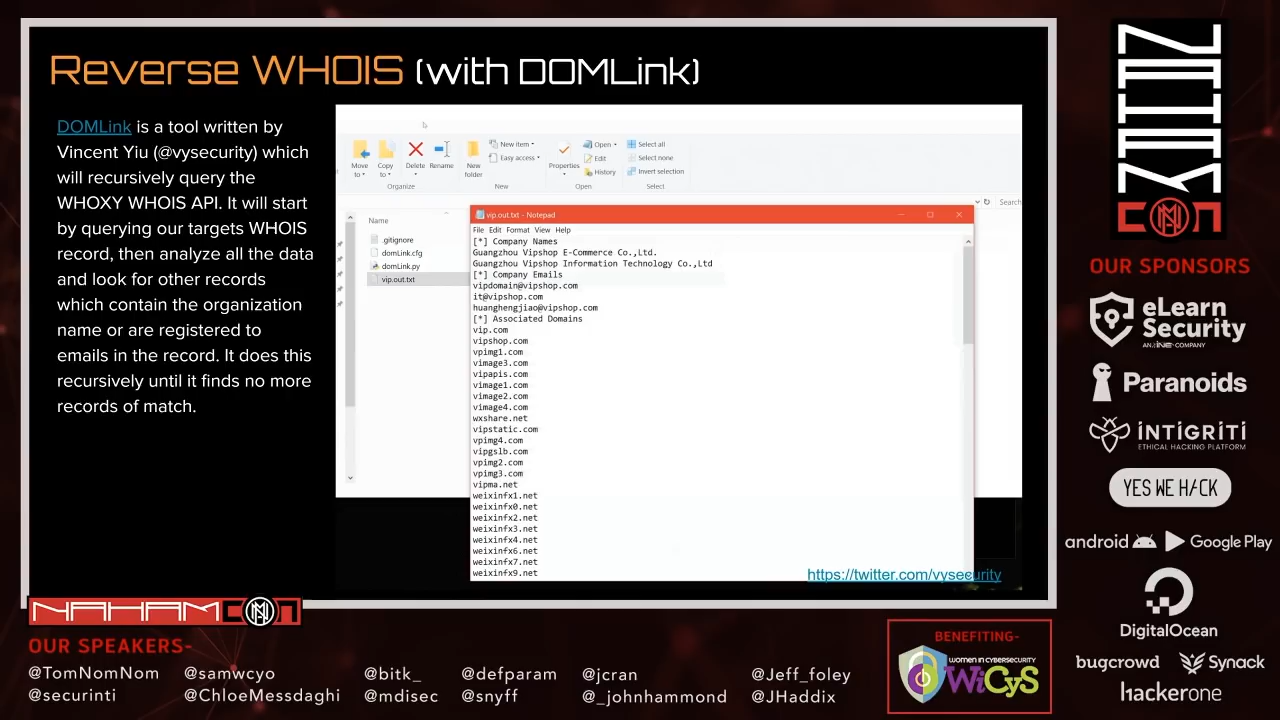 Reverse WHOIS (with DOMLink)
DOMLink is a tool written by
Vincent Yiu (@vysecurity) which
will recursively query the
WHOXY WHOIS API. It will start
by querying our targets WHOIS
record, then analyze all the data
and look for other records
which contain the organization
name or are registered to
emails in the record. It does this
recursively until it finds no more
records of match.
Move to
Copy to
Delete
Rename
New folder
New item
Easy access
Properties
Open
Edit
History
Select all
Select none
Invert selection
Organize
New
Open
Select
Search
Name
.gitignore
domLink.cfg
domLink.py
vip.out.txt
vip.out.txt - Notepad
File Edit Format View Help
[*] Company Names
Guangzhou Vipshop E-Commerce Co.,Ltd.
Guangzhou Vipshop Information Technology Co.,Ltd
[*] Company Emails
vipdomain@vipshop.com
it@vipshop.com
huanghengjiao@vipshop.com
[*] Associated Domains
vip.com
vipshop.com
vpimg1.com
vimage3.com
vipapis.com
vimage1.com
vimage2.com
vimage4.com
wxshare.net
vipstatic.com
vpimg4.com
vipgslb.com
vpimg2.com
vpimg3.com
vipma.net
weixinfx1.net
weixinfx0.net
weixinfx2.net
weixinfx3.net
weixinfx4.net
weixinfx6.net
weixinfx7.net
weixinfx9.net
https://twitter.com/vysecurity
NAHAMCON
OUR SPONSORS
eLearn
Security
AN INE COMPANY
Paranoids
INTIGRITI
ETHICAL HACKING PLATFORM
YES WE H/CK
android Google Play
DigitalOcean
bugcrowd Synack
hackerone
NAHAMCON
OUR SPEAKERS-
@TomNomNom @samwcyo @bitk_ @defparam @jcran @Jeff_foley
@securinti @ChloeMessdaghi @mdisec @snyff @_johnhammond @JHaddix
BENEFITING-
WOMEN IN CYBERSECURITY
WiCyS